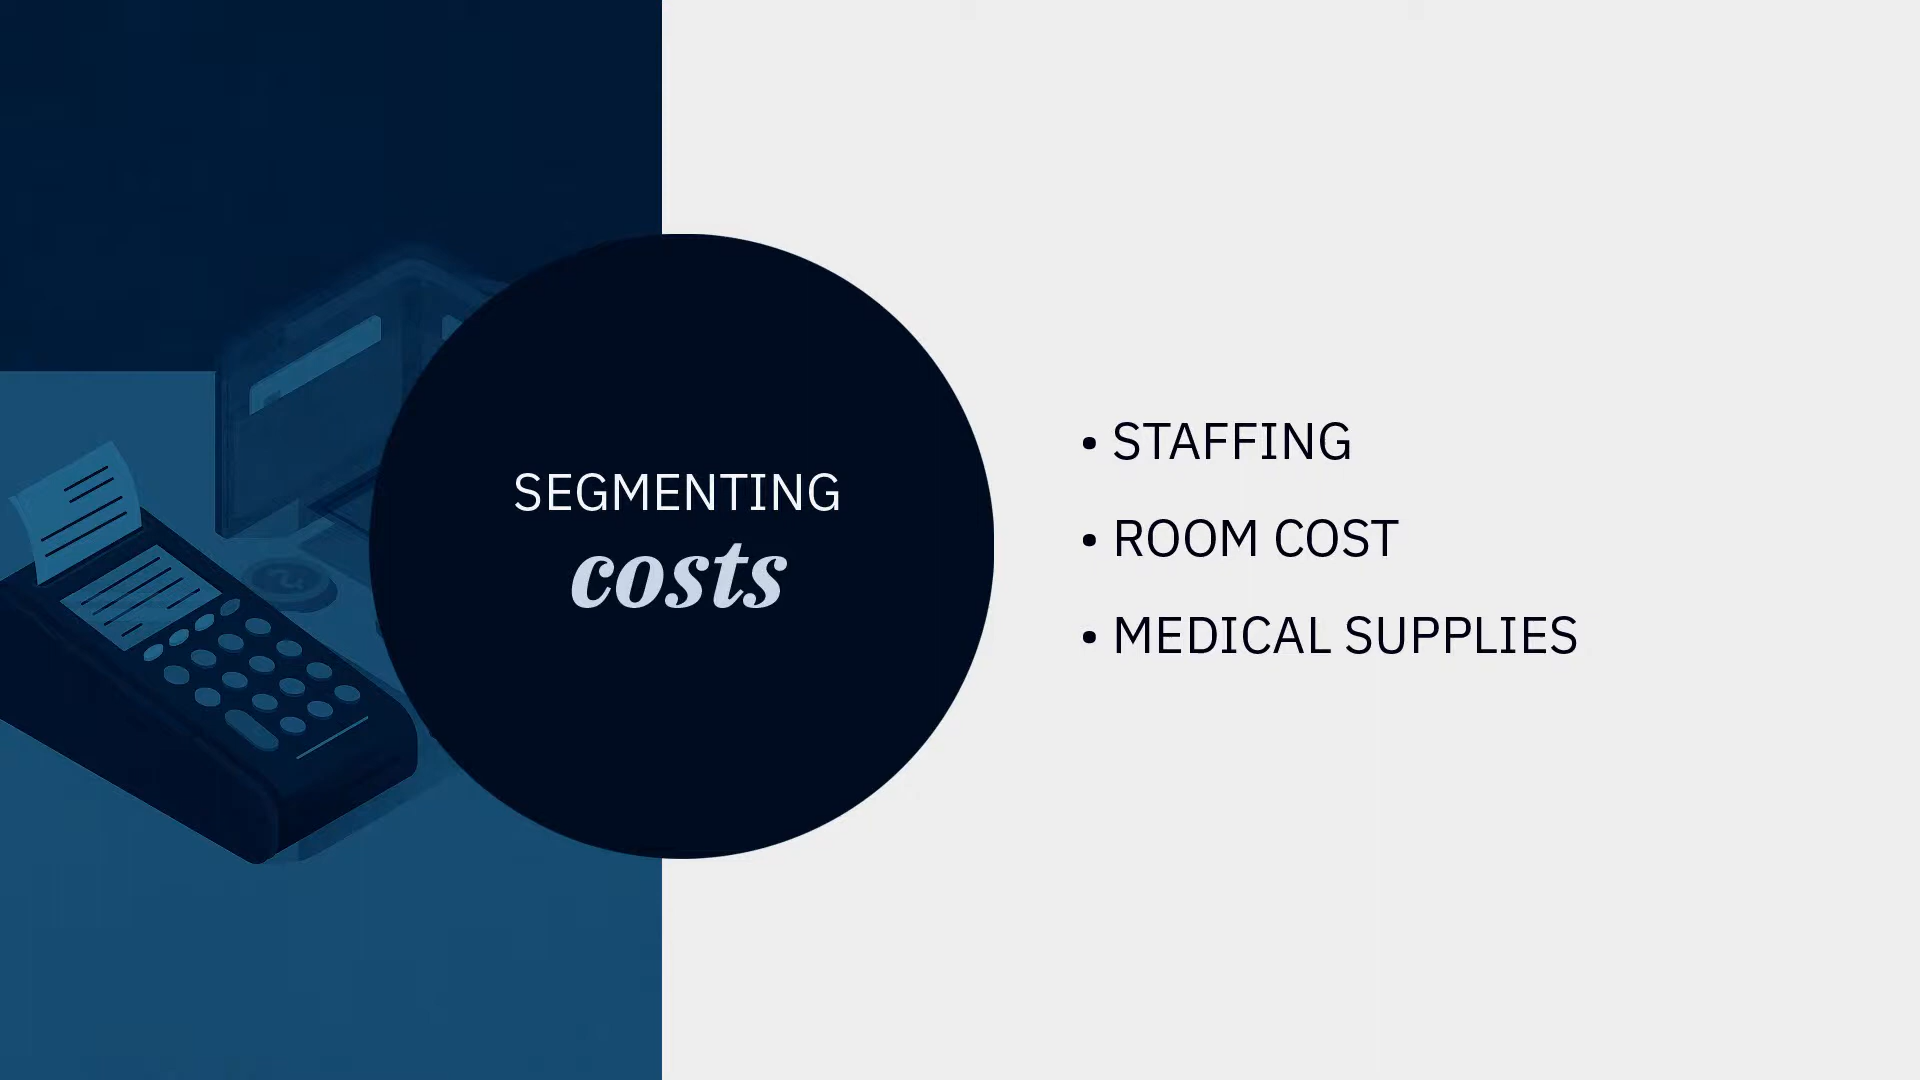 SEGMENTING
costs
• STAFFING
• ROOM COST
• MEDICAL SUPPLIES